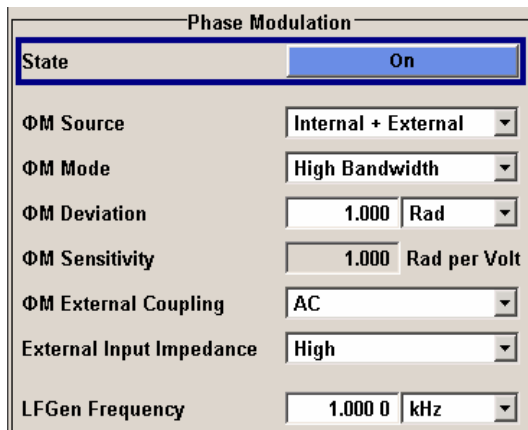 Phase Modulation
State On
ΦM Source Internal + External
ΦM Mode High Bandwidth
ΦM Deviation 1.000 Rad
ΦM Sensitivity 1.000 Rad per Volt
ΦM External Coupling AC
External Input Impedance High
LFGen Frequency 1.000 0 kHz